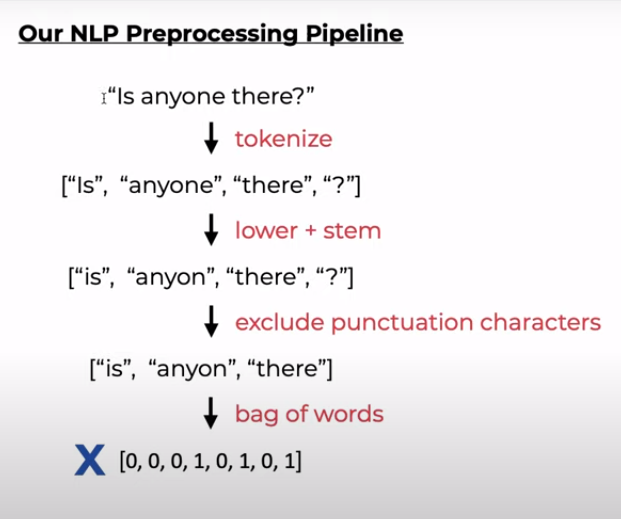 Our NLP Preprocessing Pipeline
“Is anyone there?”
tokenize
[“Is”, “anyone”, “there”, “?”]
lower + stem
[“is”, “anyon”, “there”, “?”]
exclude punctuation characters
[“is”, “anyon”, “there”]
bag of words
X [0, 0, 0, 1, 0, 1, 0, 1]